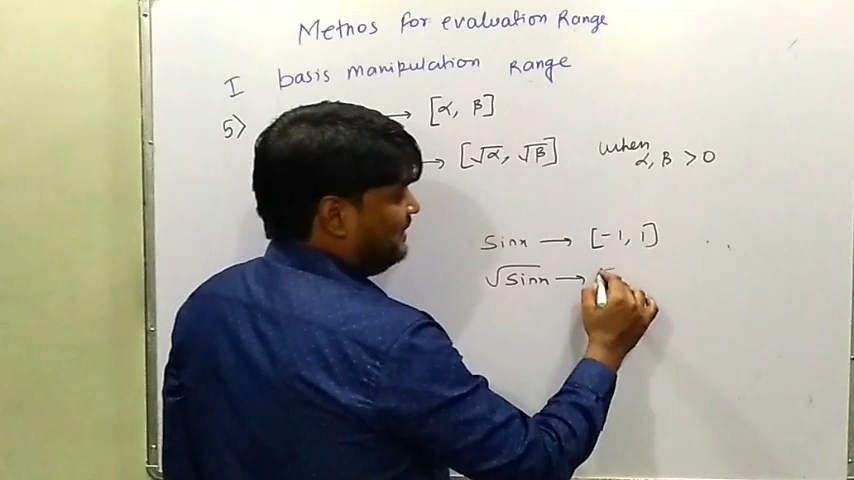 Methos for evaluation Range
I basis manipulation Range
5> → [α, β]
→ [√α, √β] when
α, β > 0
Sinx → [-1, 1]
√Sinx → [